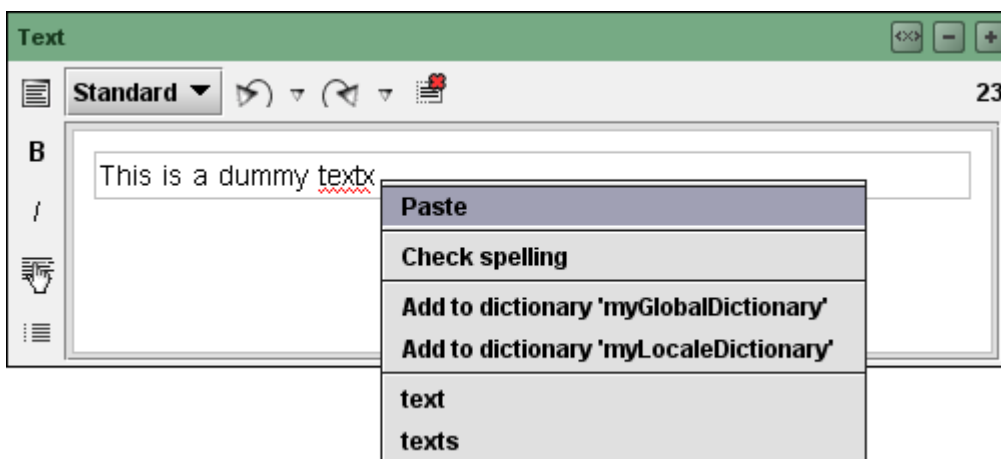 Text
Standard
23
B
I
This is a dummy textx
Paste
Check spelling
Add to dictionary 'myGlobalDictionary'
Add to dictionary 'myLocaleDictionary'
text
texts